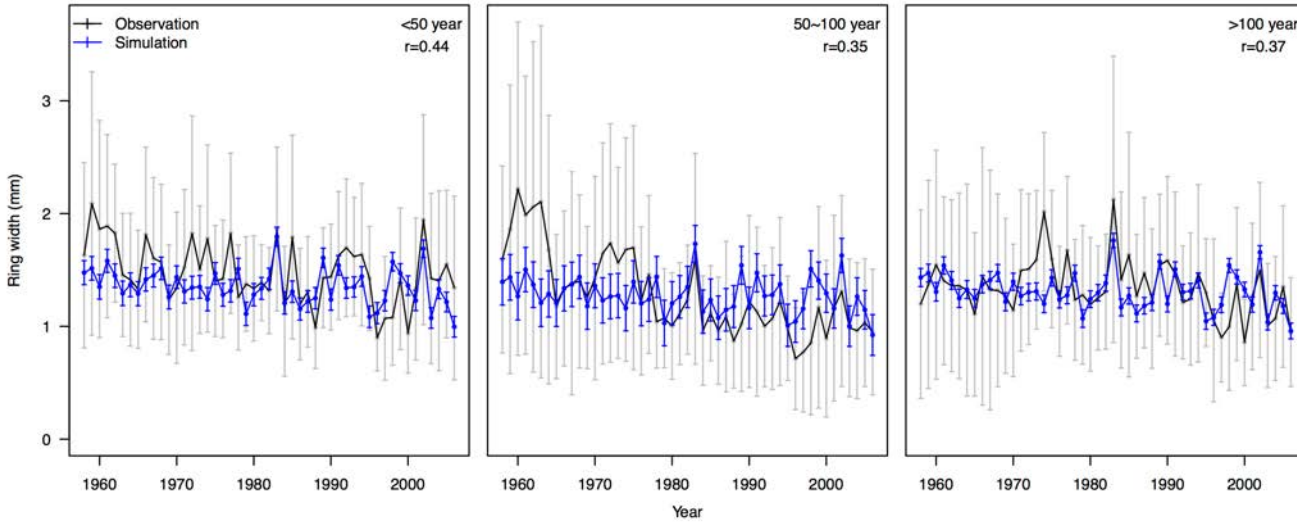 Observation
Simulation
<50 year
r=0.44
50~100 year
r=0.35
>100 year
r=0.37
Ring width (mm)
3
2
1
0
1960 1970 1980 1990 2000
1960 1970 1980 1990 2000
1960 1970 1980 1990 2000
Year